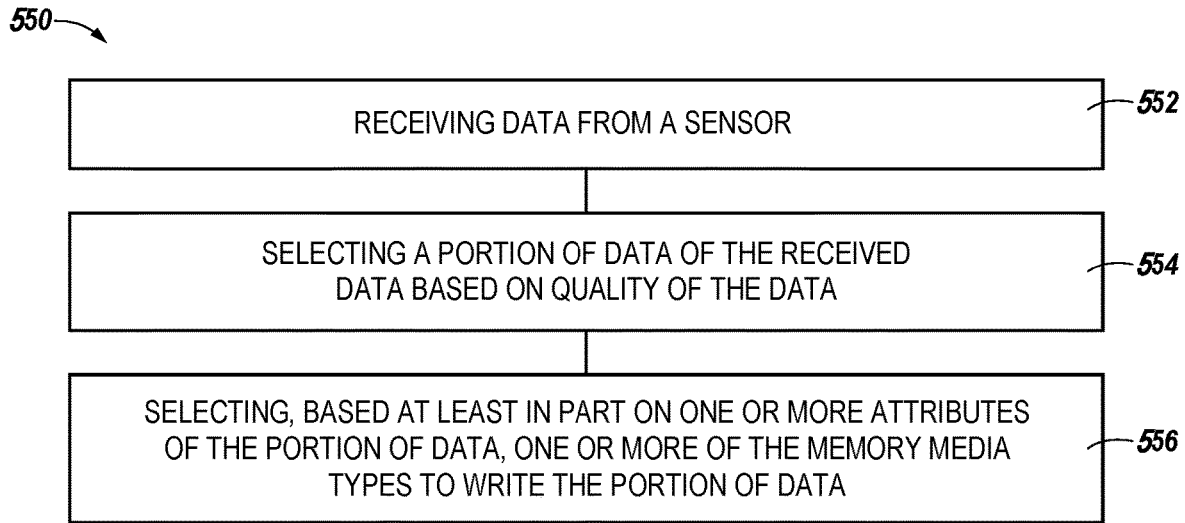 550
RECEIVING DATA FROM A SENSOR
552
SELECTING A PORTION OF DATA OF THE RECEIVED
DATA BASED ON QUALITY OF THE DATA
554
SELECTING, BASED AT LEAST IN PART ON ONE OR MORE ATTRIBUTES
OF THE PORTION OF DATA, ONE OR MORE OF THE MEMORY MEDIA
TYPES TO WRITE THE PORTION OF DATA
556